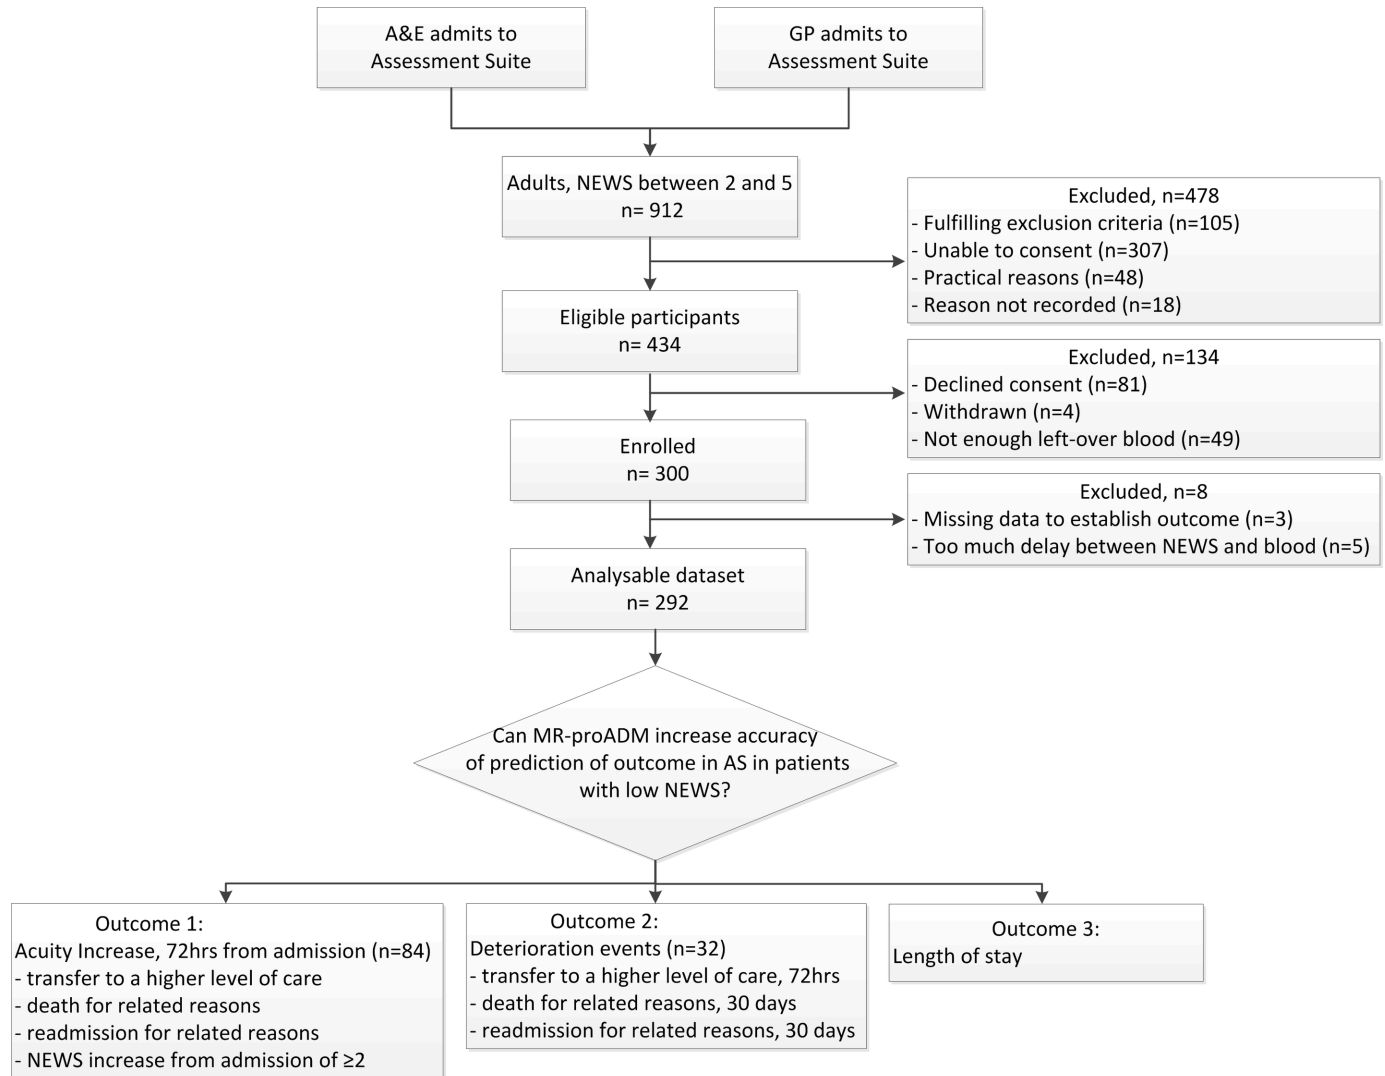 A&E admits to
Assessment Suite
GP admits to
Assessment Suite
Adults, NEWS between 2 and 5
n= 912
Excluded, n=478
- Fulfilling exclusion criteria (n=105)
- Unable to consent (n=307)
- Practical reasons (n=48)
- Reason not recorded (n=18)
Eligible participants
n= 434
Excluded, n=134
- Declined consent (n=81)
- Withdrawn (n=4)
- Not enough left-over blood (n=49)
Enrolled
n= 300
Excluded, n=8
- Missing data to establish outcome (n=3)
- Too much delay between NEWS and blood (n=5)
Analysable dataset
n= 292
Can MR-proADM increase accuracy
of prediction of outcome in AS in patients
with low NEWS?
Outcome 1:
Acuity Increase, 72hrs from admission (n=84)
- transfer to a higher level of care
- death for related reasons
- readmission for related reasons
- NEWS increase from admission of ≥2
Outcome 2:
Deterioration events (n=32)
- transfer to a higher level of care, 72hrs
- death for related reasons, 30 days
- readmission for related reasons, 30 days
Outcome 3:
Length of stay